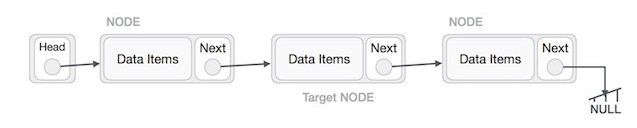 NODE
NODE
Head
Data Items
Next
Data Items
Next
Data Items
Next
Target NODE
NULL